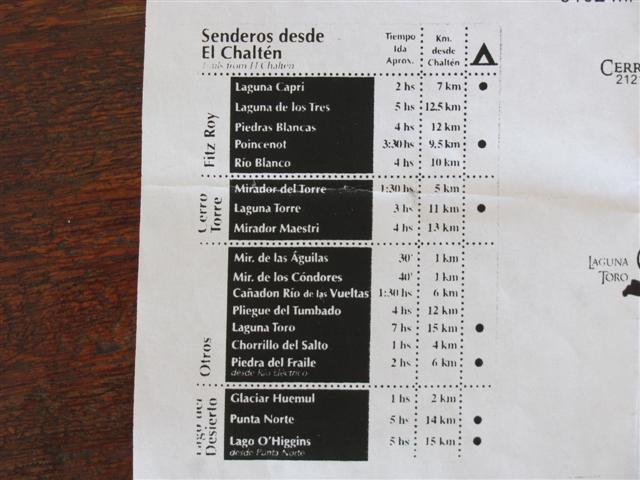 Senderos desde
El Chaltén
Trails from El Chaltén
Tiempo
Ida
Aprox.
Km.
desde
Chaltén
Fitz Roy
Laguna Capri 2 hs 7 km
Laguna de los Tres 5 hs 12.5 km
Piedras Blancas 4 hs 12 km
Poincenot 3:30 hs 9.5 km
Río Blanco 4 hs 10 km
Cerro
Torre
Mirador del Torre 1:30 hs 5 km
Laguna Torre 3 hs 11 km
Mirador Maestri 4 hs 13 km
Otros
Mir. de las Águilas 30' 1 km
Mir. de los Cóndores 40' 1 km
Cañadon Río de las Vueltas 1:30 hs 6 km
Pliegue del Tumbado 4 hs 12 km
Laguna Toro 7 hs 15 km
Chorrillo del Salto 1 hs 4 km
Piedra del Fraile 2 hs 6 km
desde Río Eléctrico
Lago del
Desierto
Glaciar Huemul 1 hs 2 km
Punta Norte 5 hs 14 km
Lago O'Higgins 5 hs 15 km
desde Punta Norte
CERR
212
LAGUNA
TORO